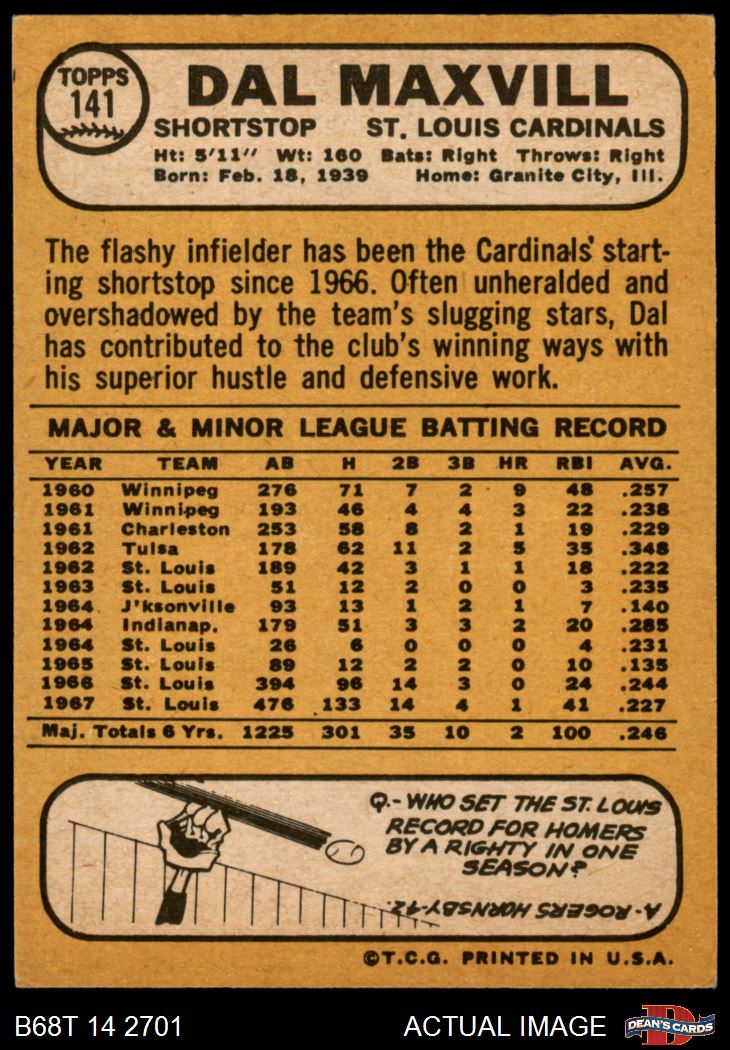 TOPPS
141
DAL MAXVILL
SHORTSTOP ST. LOUIS CARDINALS
Ht: 5'11" Wt: 160 Bats: Right Throws: Right
Born: Feb. 18, 1939 Home: Granite City, Ill.
The flashy infielder has been the Cardinals' start-
ing shortstop since 1966. Often unheralded and
overshadowed by the team's slugging stars, Dal
has contributed to the club's winning ways with
his superior hustle and defensive work.
MAJOR & MINOR LEAGUE BATTING RECORD
YEAR TEAM AB H 2B 3B HR RBI AVG.
1960 Winnipeg 276 71 7 2 9 48 .257
1961 Winnipeg 193 46 4 4 3 22 .238
1961 Charleston 253 58 8 2 1 19 .229
1962 Tulsa 178 62 11 2 5 35 .348
1962 St. Louis 189 42 3 1 1 18 .222
1963 St. Louis 51 12 2 0 0 3 .235
1964 J'ksonville 93 13 1 2 1 7 .140
1964 Indianap. 179 51 3 3 2 20 .285
1964 St. Louis 26 6 0 0 0 4 .231
1965 St. Louis 89 12 2 2 0 10 .135
1966 St. Louis 394 96 14 3 0 24 .244
1967 St. Louis 476 133 14 4 1 41 .227
Maj. Totals 6 Yrs. 1225 301 35 10 2 100 .246
Q.- WHO SET THE ST. LOUIS
RECORD FOR HOMERS
BY A RIGHTY IN ONE
SEASON?
A- ROGERS HORNSBY-42.
©T.C.G. PRINTED IN U.S.A.
B68T 14 2701 ACTUAL IMAGE
D
DEAN'S CARDS